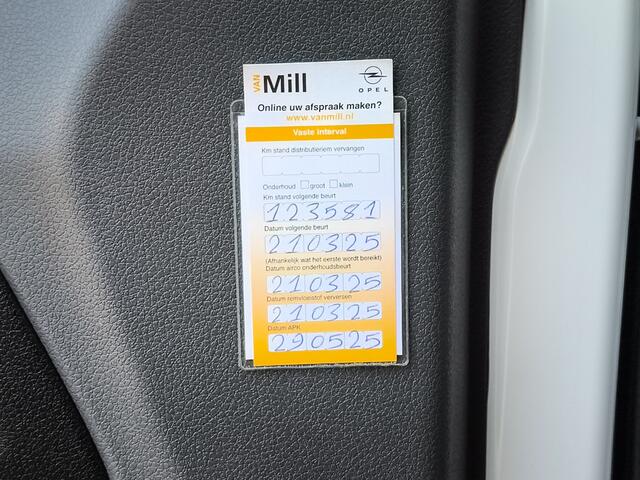 VAN Mill
OPEL
Online uw afspraak maken?
www.vanmill.nl
Vaste interval
Km stand distributieriem vervangen
Onderhoud groot klein
Km stand volgende beurt
123581
Datum volgende beurt
210325
(Afhankelijk wat het eerste wordt bereikt)
Datum airco onderhoudsbeurt
210325
Datum remvloeistof verversen
210325
Datum APK
290525